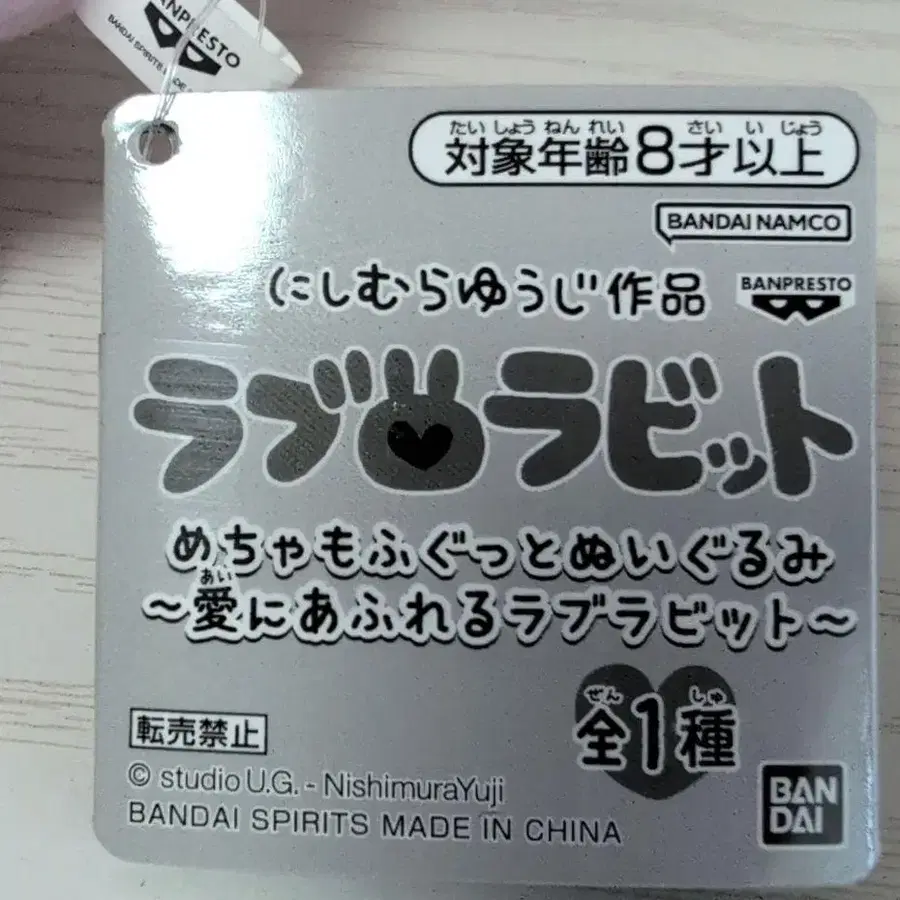 BANPRESTO
BANDAI SPIRITS MADE
たいしょうねんれい さいいじょう
対象年齢8才以上
BANDAI NAMCO
にしむらゆうじ作品
BANPRESTO
ラブラビット
めちゃもふぐっとぬいぐるみ
あい
~愛にあふれるラブラビット~
ぜん しゅ
全1種
転売禁止
© studio U.G. - NishimuraYuji
BANDAI SPIRITS MADE IN CHINA
BAN
DAI